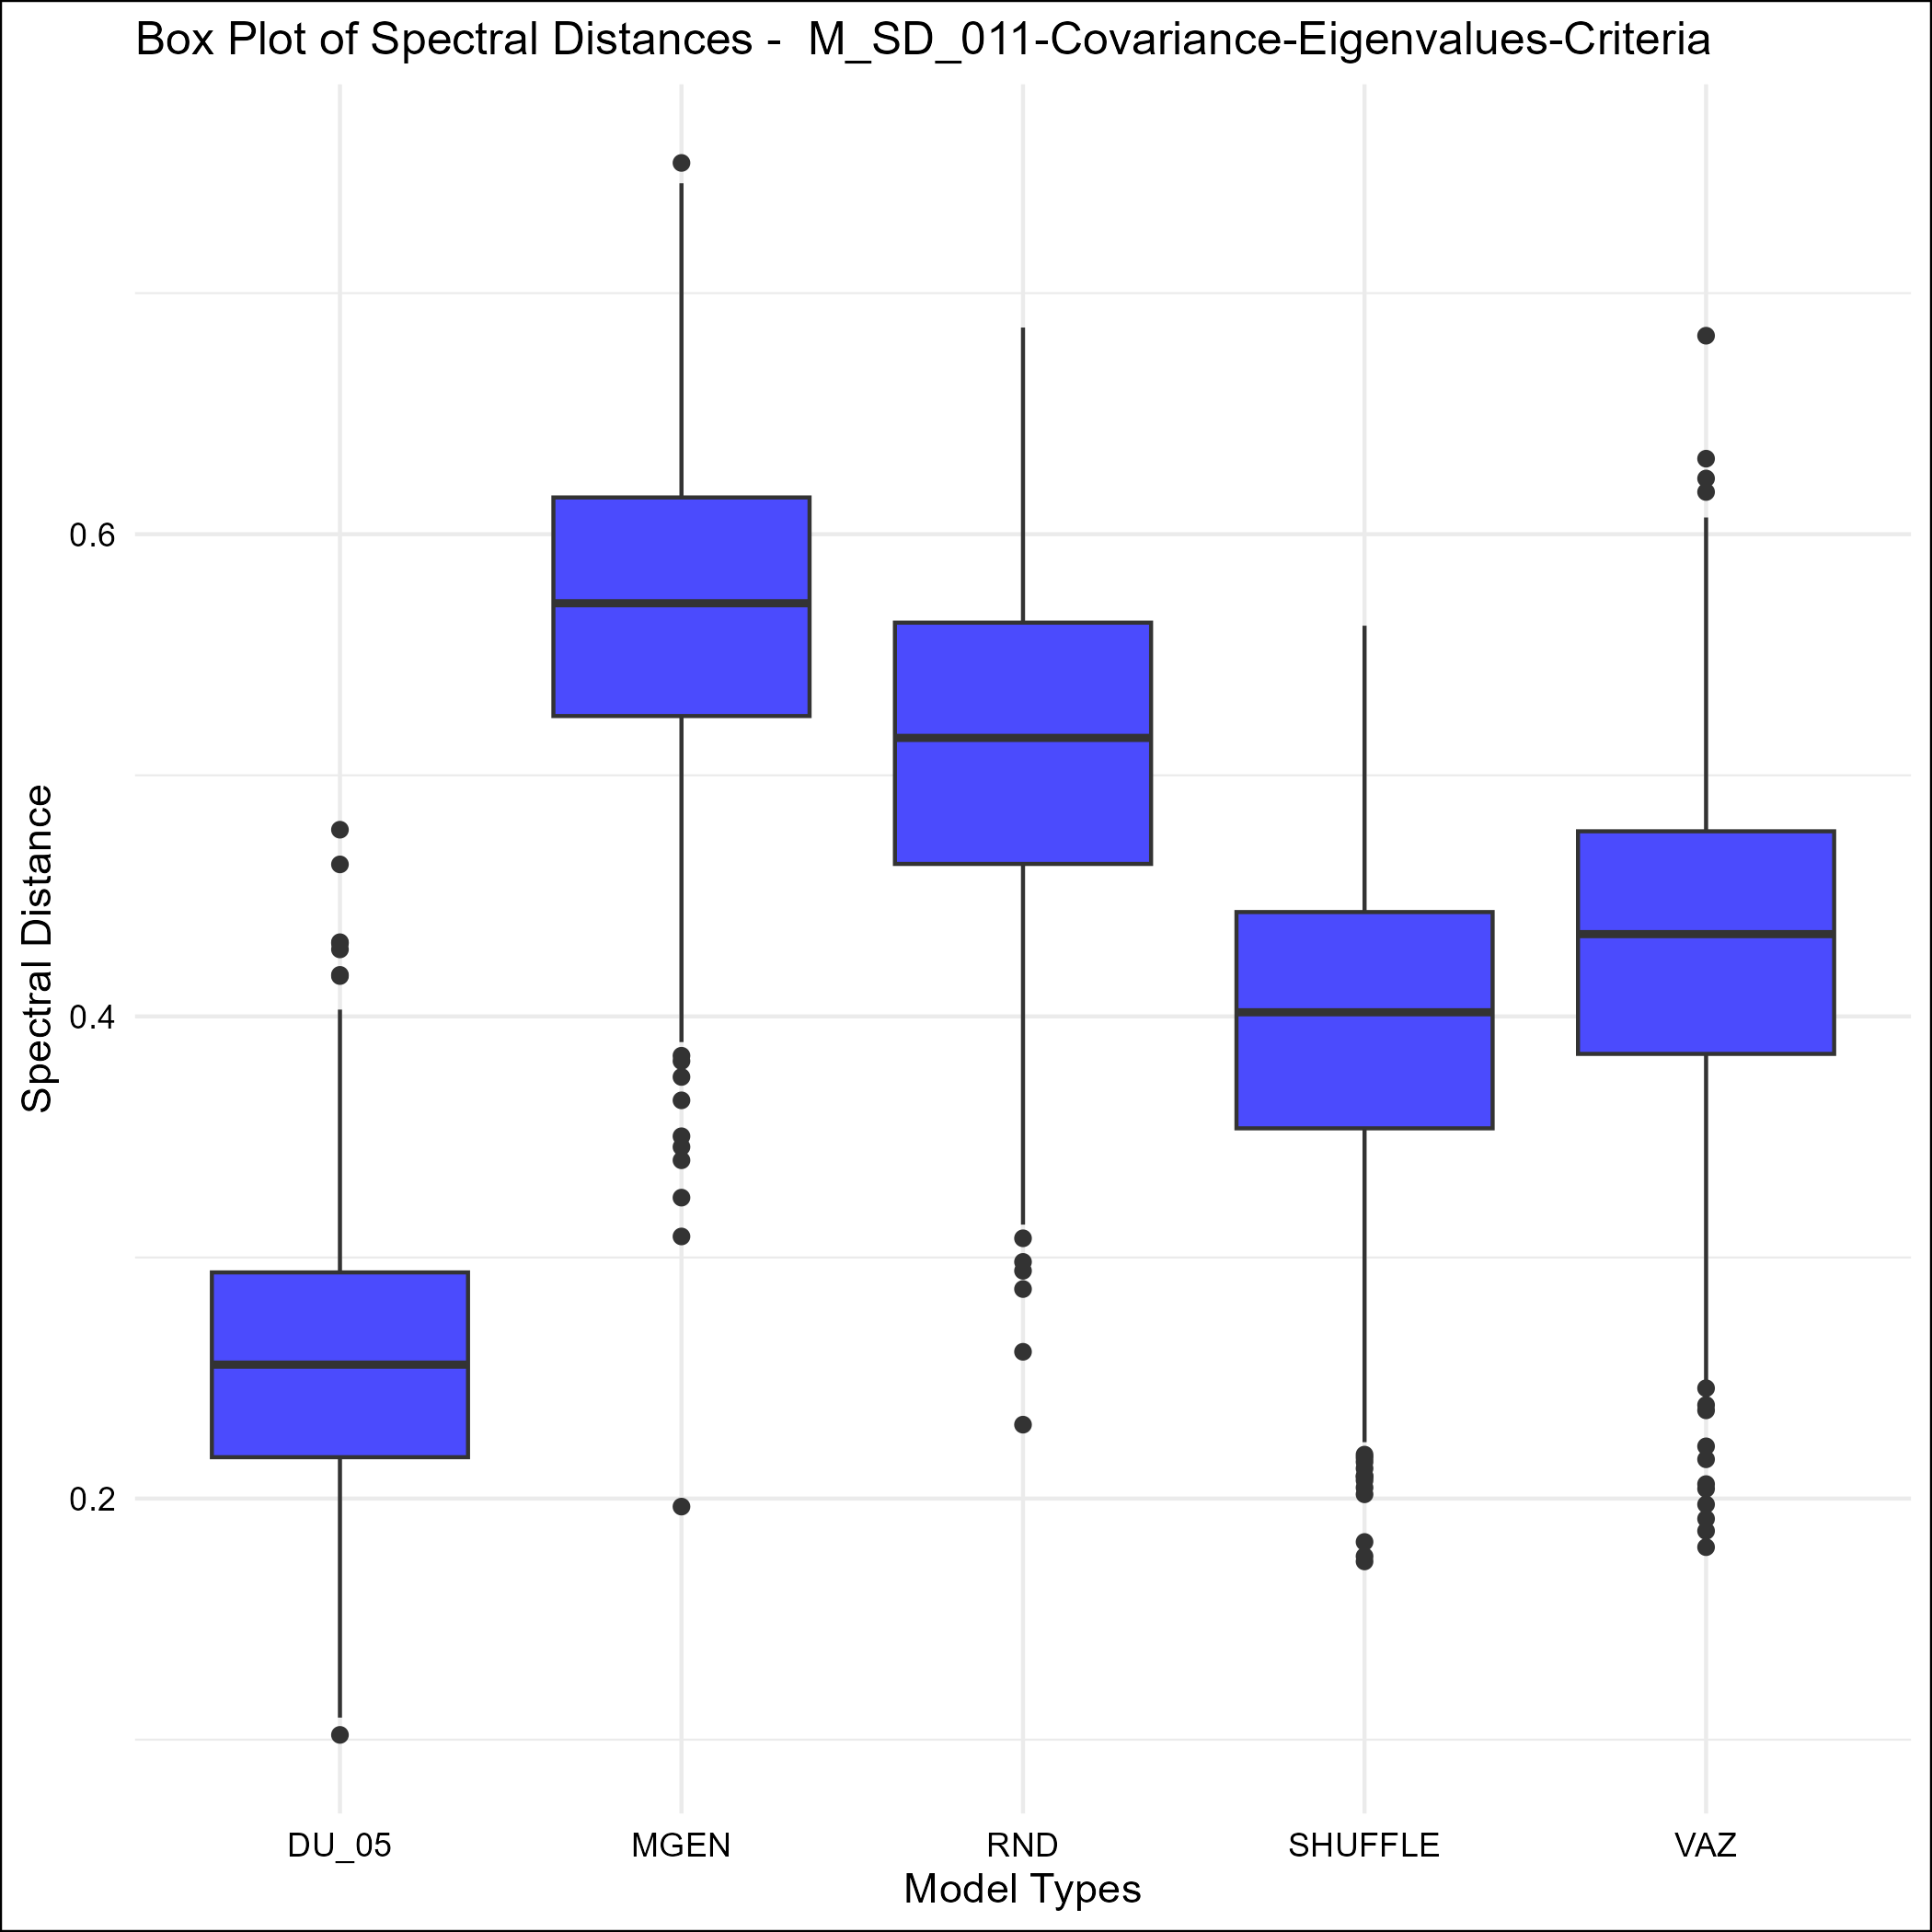 Box Plot of Spectral Distances -  M_SD_011-Covariance-Eigenvalues-Criteria
Spectral Distance
0.6
0.4
0.2
DU_05 MGEN RND SHUFFLE VAZ
Model Types